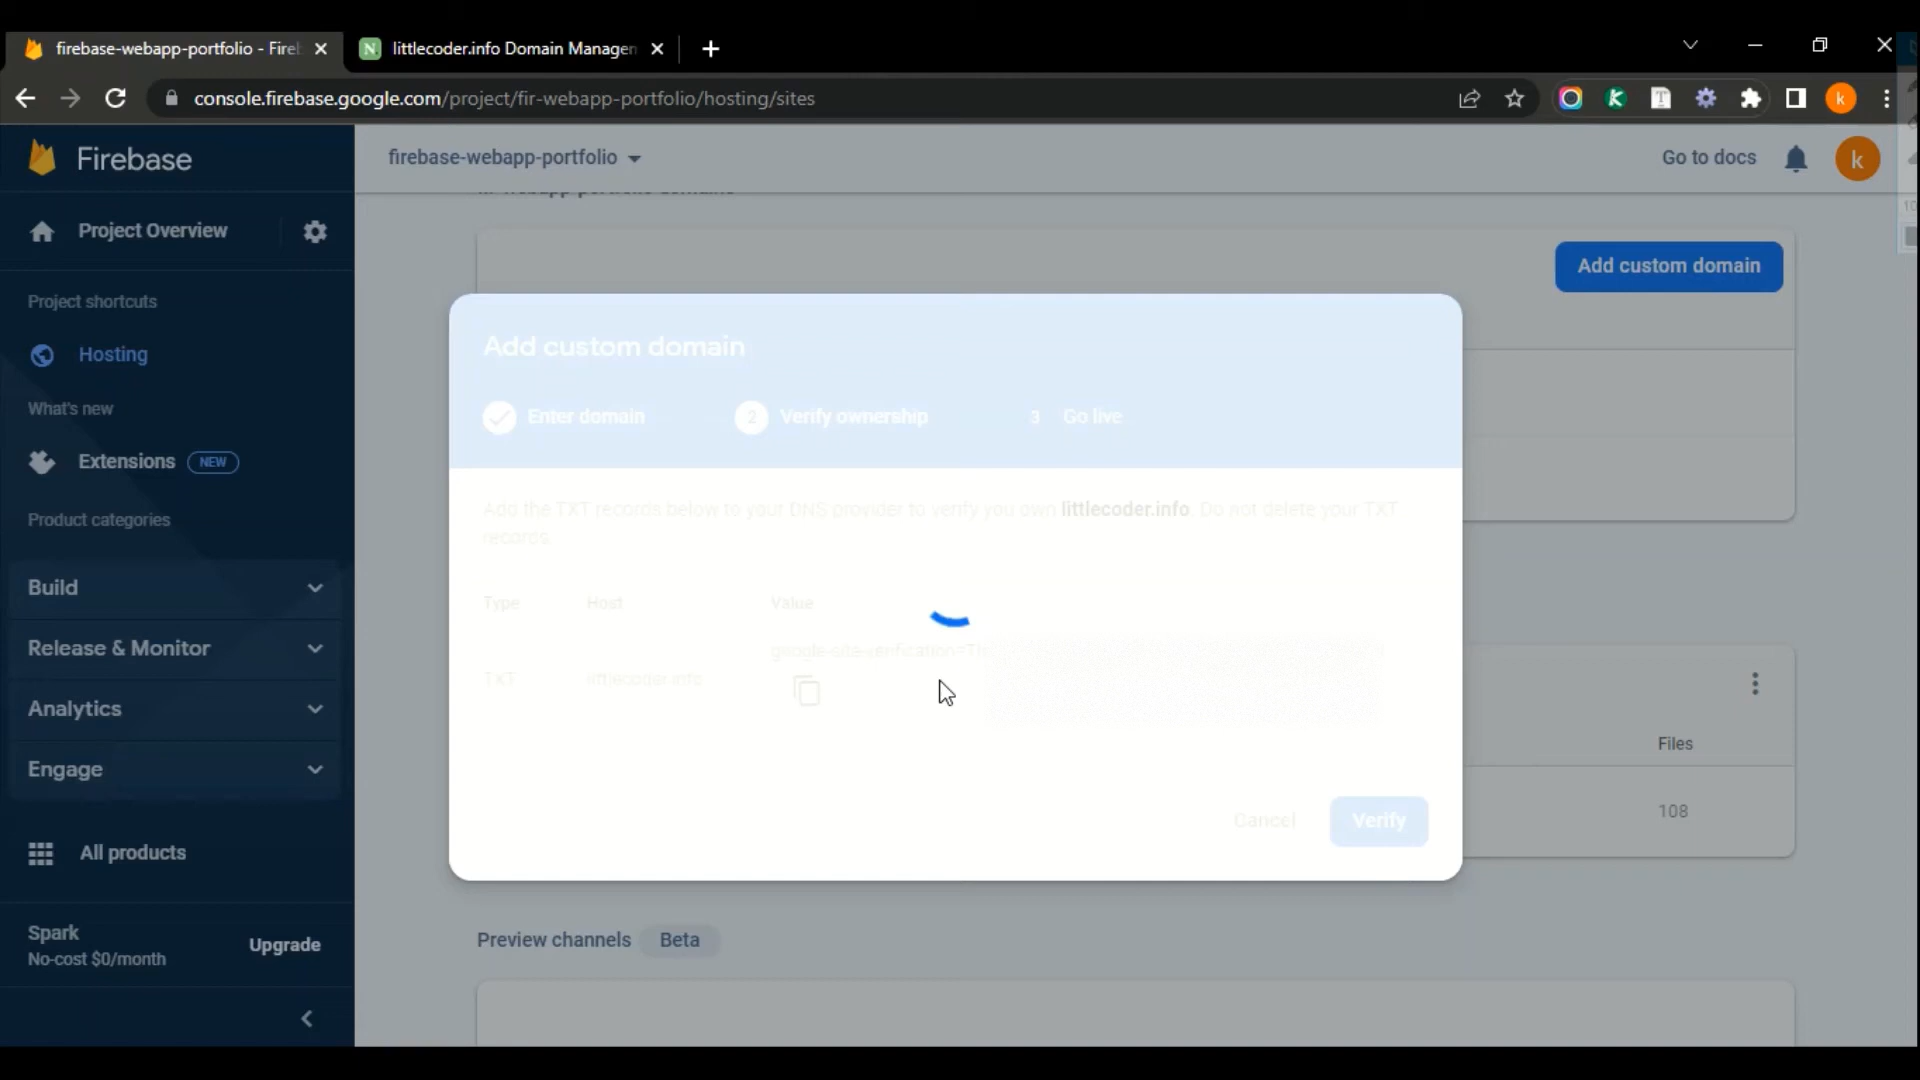 firebase-webapp-portfolio - Fire
littlecoder.info Domain Managem
console.firebase.google.com/project/fir-webapp-portfolio/hosting/sites
k
Firebase
firebase-webapp-portfolio
Go to docs
k
Project Overview
Project shortcuts
Hosting
What's new
Extensions NEW
Product categories
Build
Release & Monitor
Analytics
Engage
All products
Spark
No-cost $0/month
Upgrade
Add custom domain
Add custom domain
Enter domain
2 Verify ownership
3 Go live
Add the TXT records below to your DNS provider to verify you own littlecoder.info. Do not delete your TXT
records.
Type Host Value
google-site-verification=
TXT littlecoder.info
Cancel
Verify
Files
108
Preview channels Beta